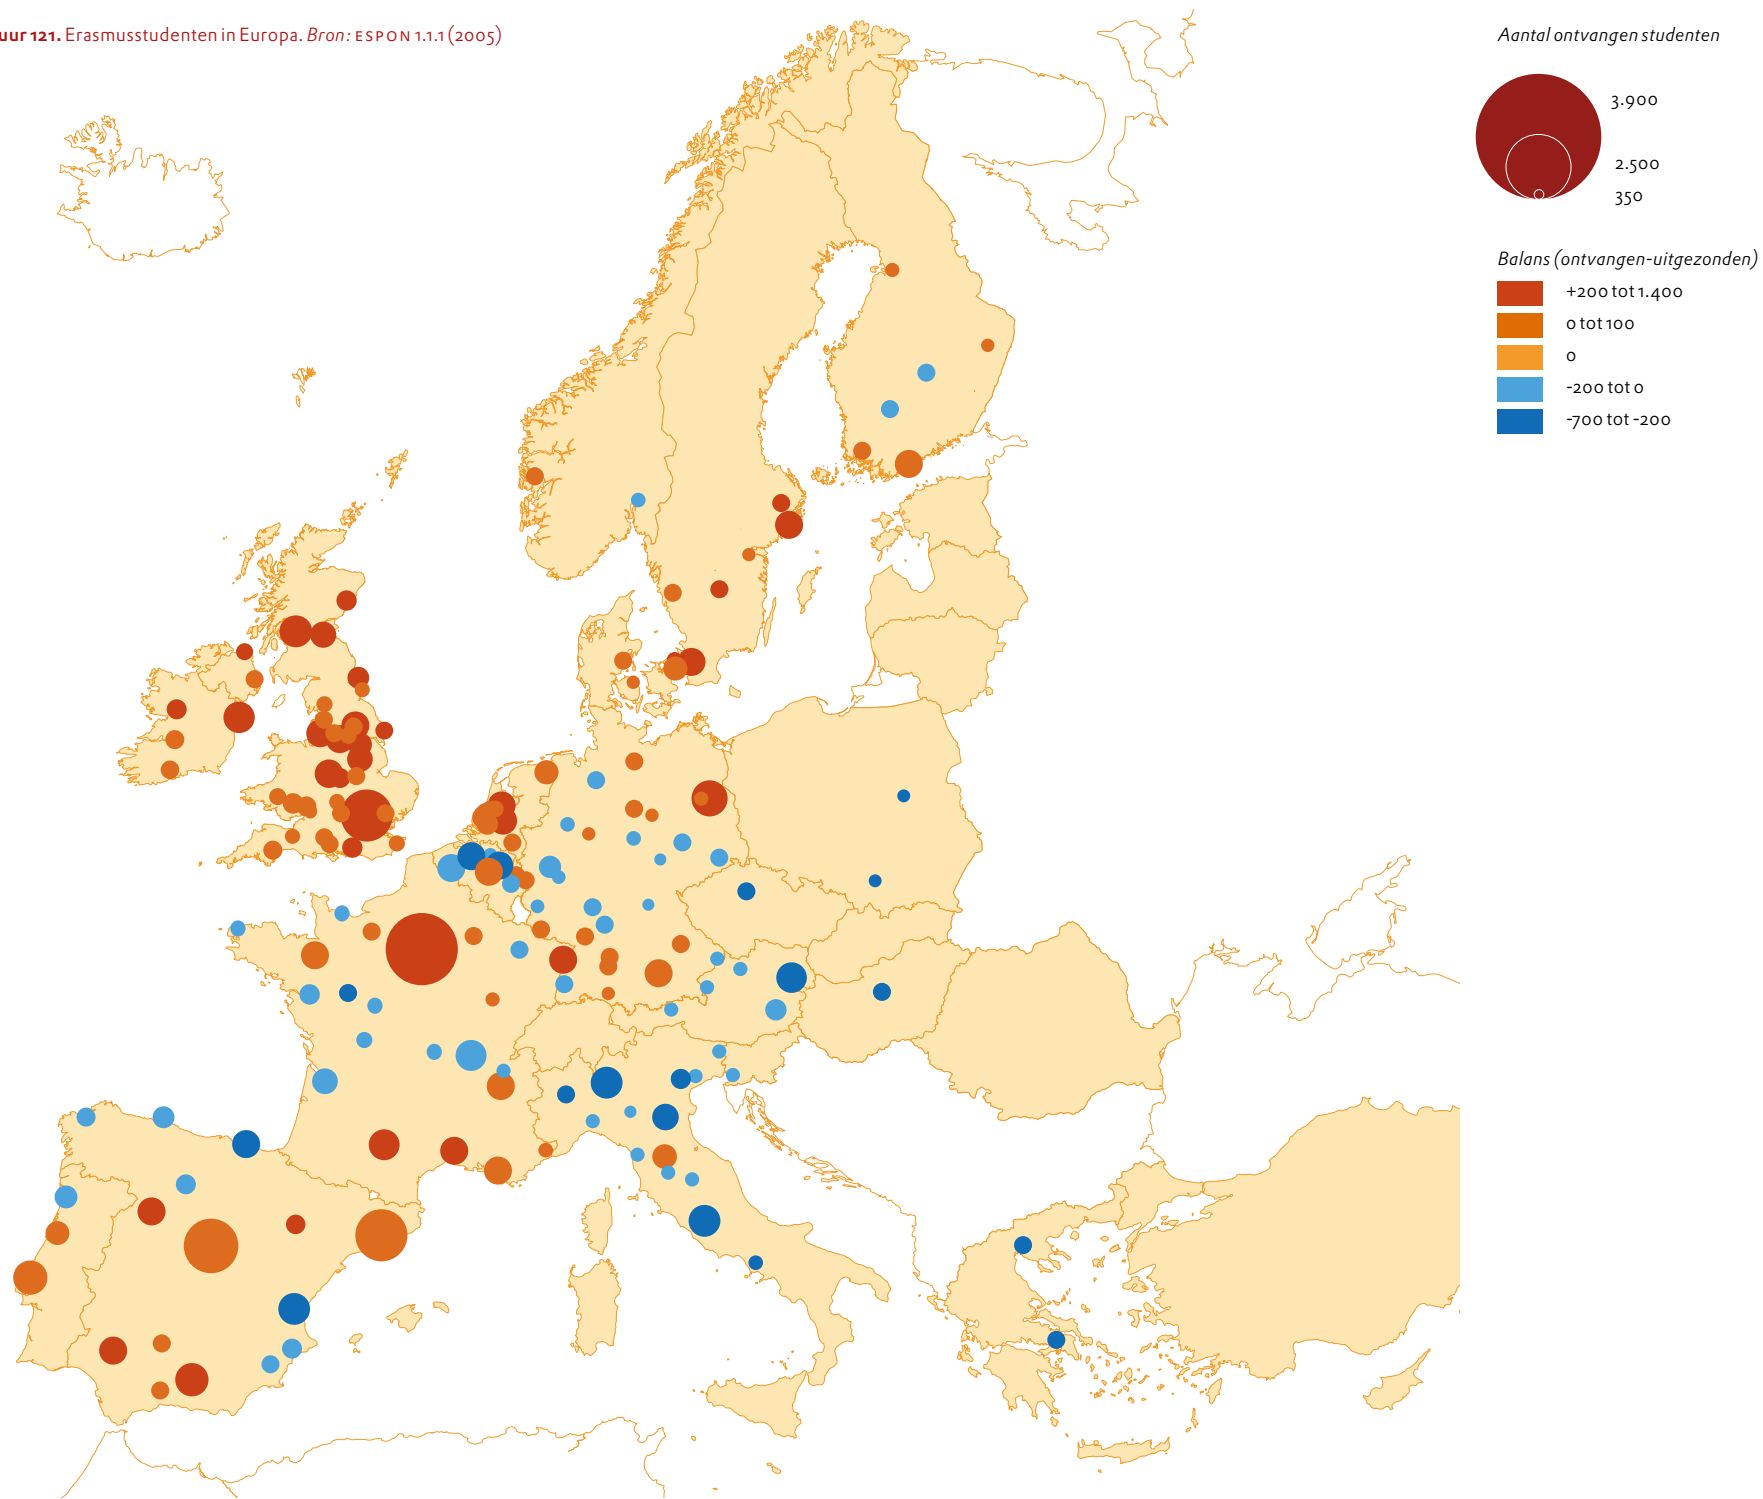 uur 121. Erasmusstudenten in Europa. Bron: ESPON 1.1.1 (2005)
Aantal ontvangen studenten
3.900
2.500
350
Balans (ontvangen-uitgezonden)
+200 tot 1.400
0 tot 100
0
-200 tot 0
-700 tot -200